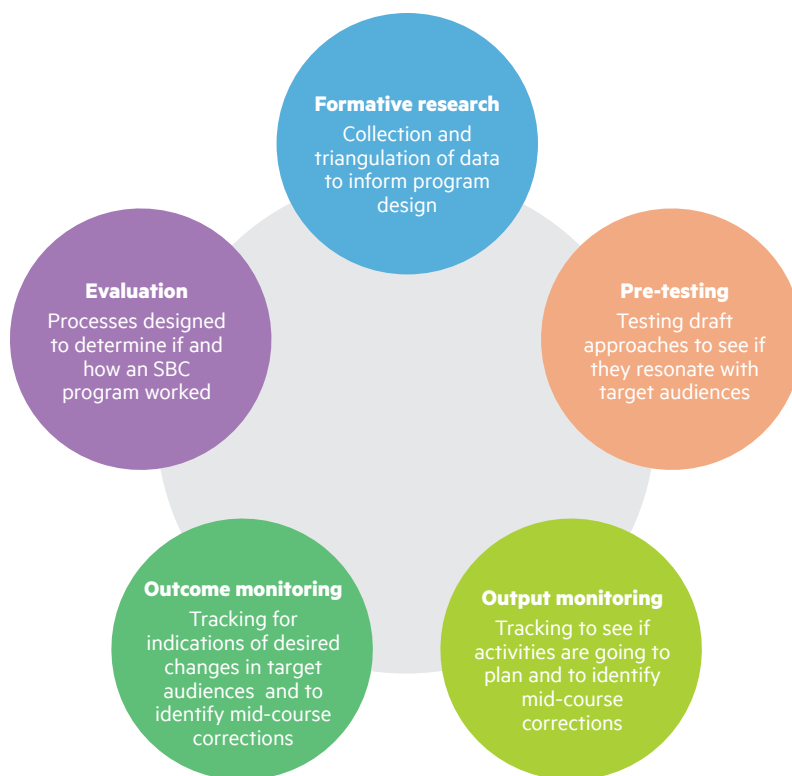 Formative research
Collection and
triangulation of data
to inform program
design
Pre-testing
Testing draft
approaches to see if
they resonate with
target audiences
Output monitoring
Tracking to see if
activities are going to
plan and to identify
mid-course
corrections
Outcome monitoring
Tracking for
indications of desired
changes in target
audiences and to
identify mid-course
corrections
Evaluation
Processes designed
to determine if and
how an SBC
program worked